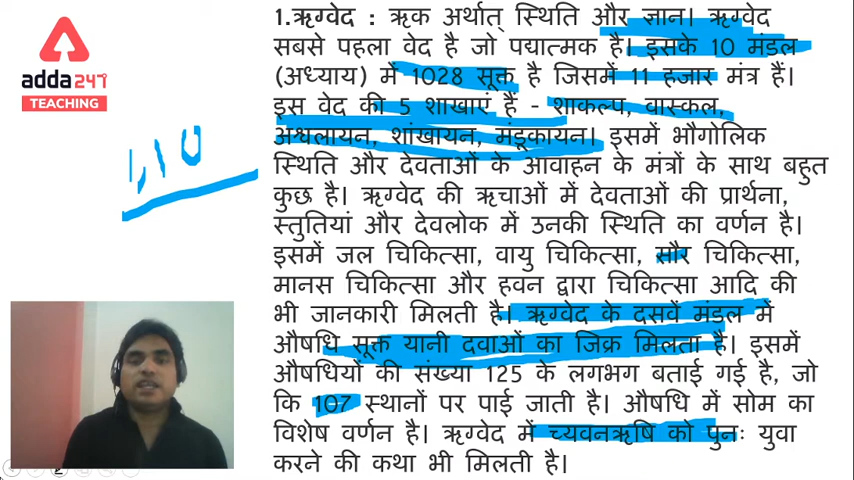 adda247
TEACHING
1,10
1.ऋग्वेद : ऋक अर्थात् स्थिति और ज्ञान। ऋग्वेद
सबसे पहला वेद है जो पद्यात्मक है। इसके 10 मंडल
(अध्याय) में 1028 सूक्त है जिसमें 11 हजार मंत्र हैं।
इस वेद की 5 शाखाएं हैं - शाकल्प, वास्कल,
अश्वलायन, शांखायन, मंडूकायन। इसमें भौगोलिक
स्थिति और देवताओं के आवाहन के मंत्रों के साथ बहुत
कुछ है। ऋग्वेद की ऋचाओं में देवताओं की प्रार्थना,
स्तुतियां और देवलोक में उनकी स्थिति का वर्णन है।
इसमें जल चिकित्सा, वायु चिकित्सा, सौर चिकित्सा,
मानस चिकित्सा और हवन द्वारा चिकित्सा आदि की
भी जानकारी मिलती है। ऋग्वेद के दसवें मंडल में
औषधि सूक्त यानी दवाओं का जिक्र मिलता है। इसमें
औषधियों की संख्या 125 के लगभग बताई गई है, जो
कि 107 स्थानों पर पाई जाती है। औषधि में सोम का
विशेष वर्णन है। ऋग्वेद में च्यवनऋषि को पुनः युवा
करने की कथा भी मिलती है।